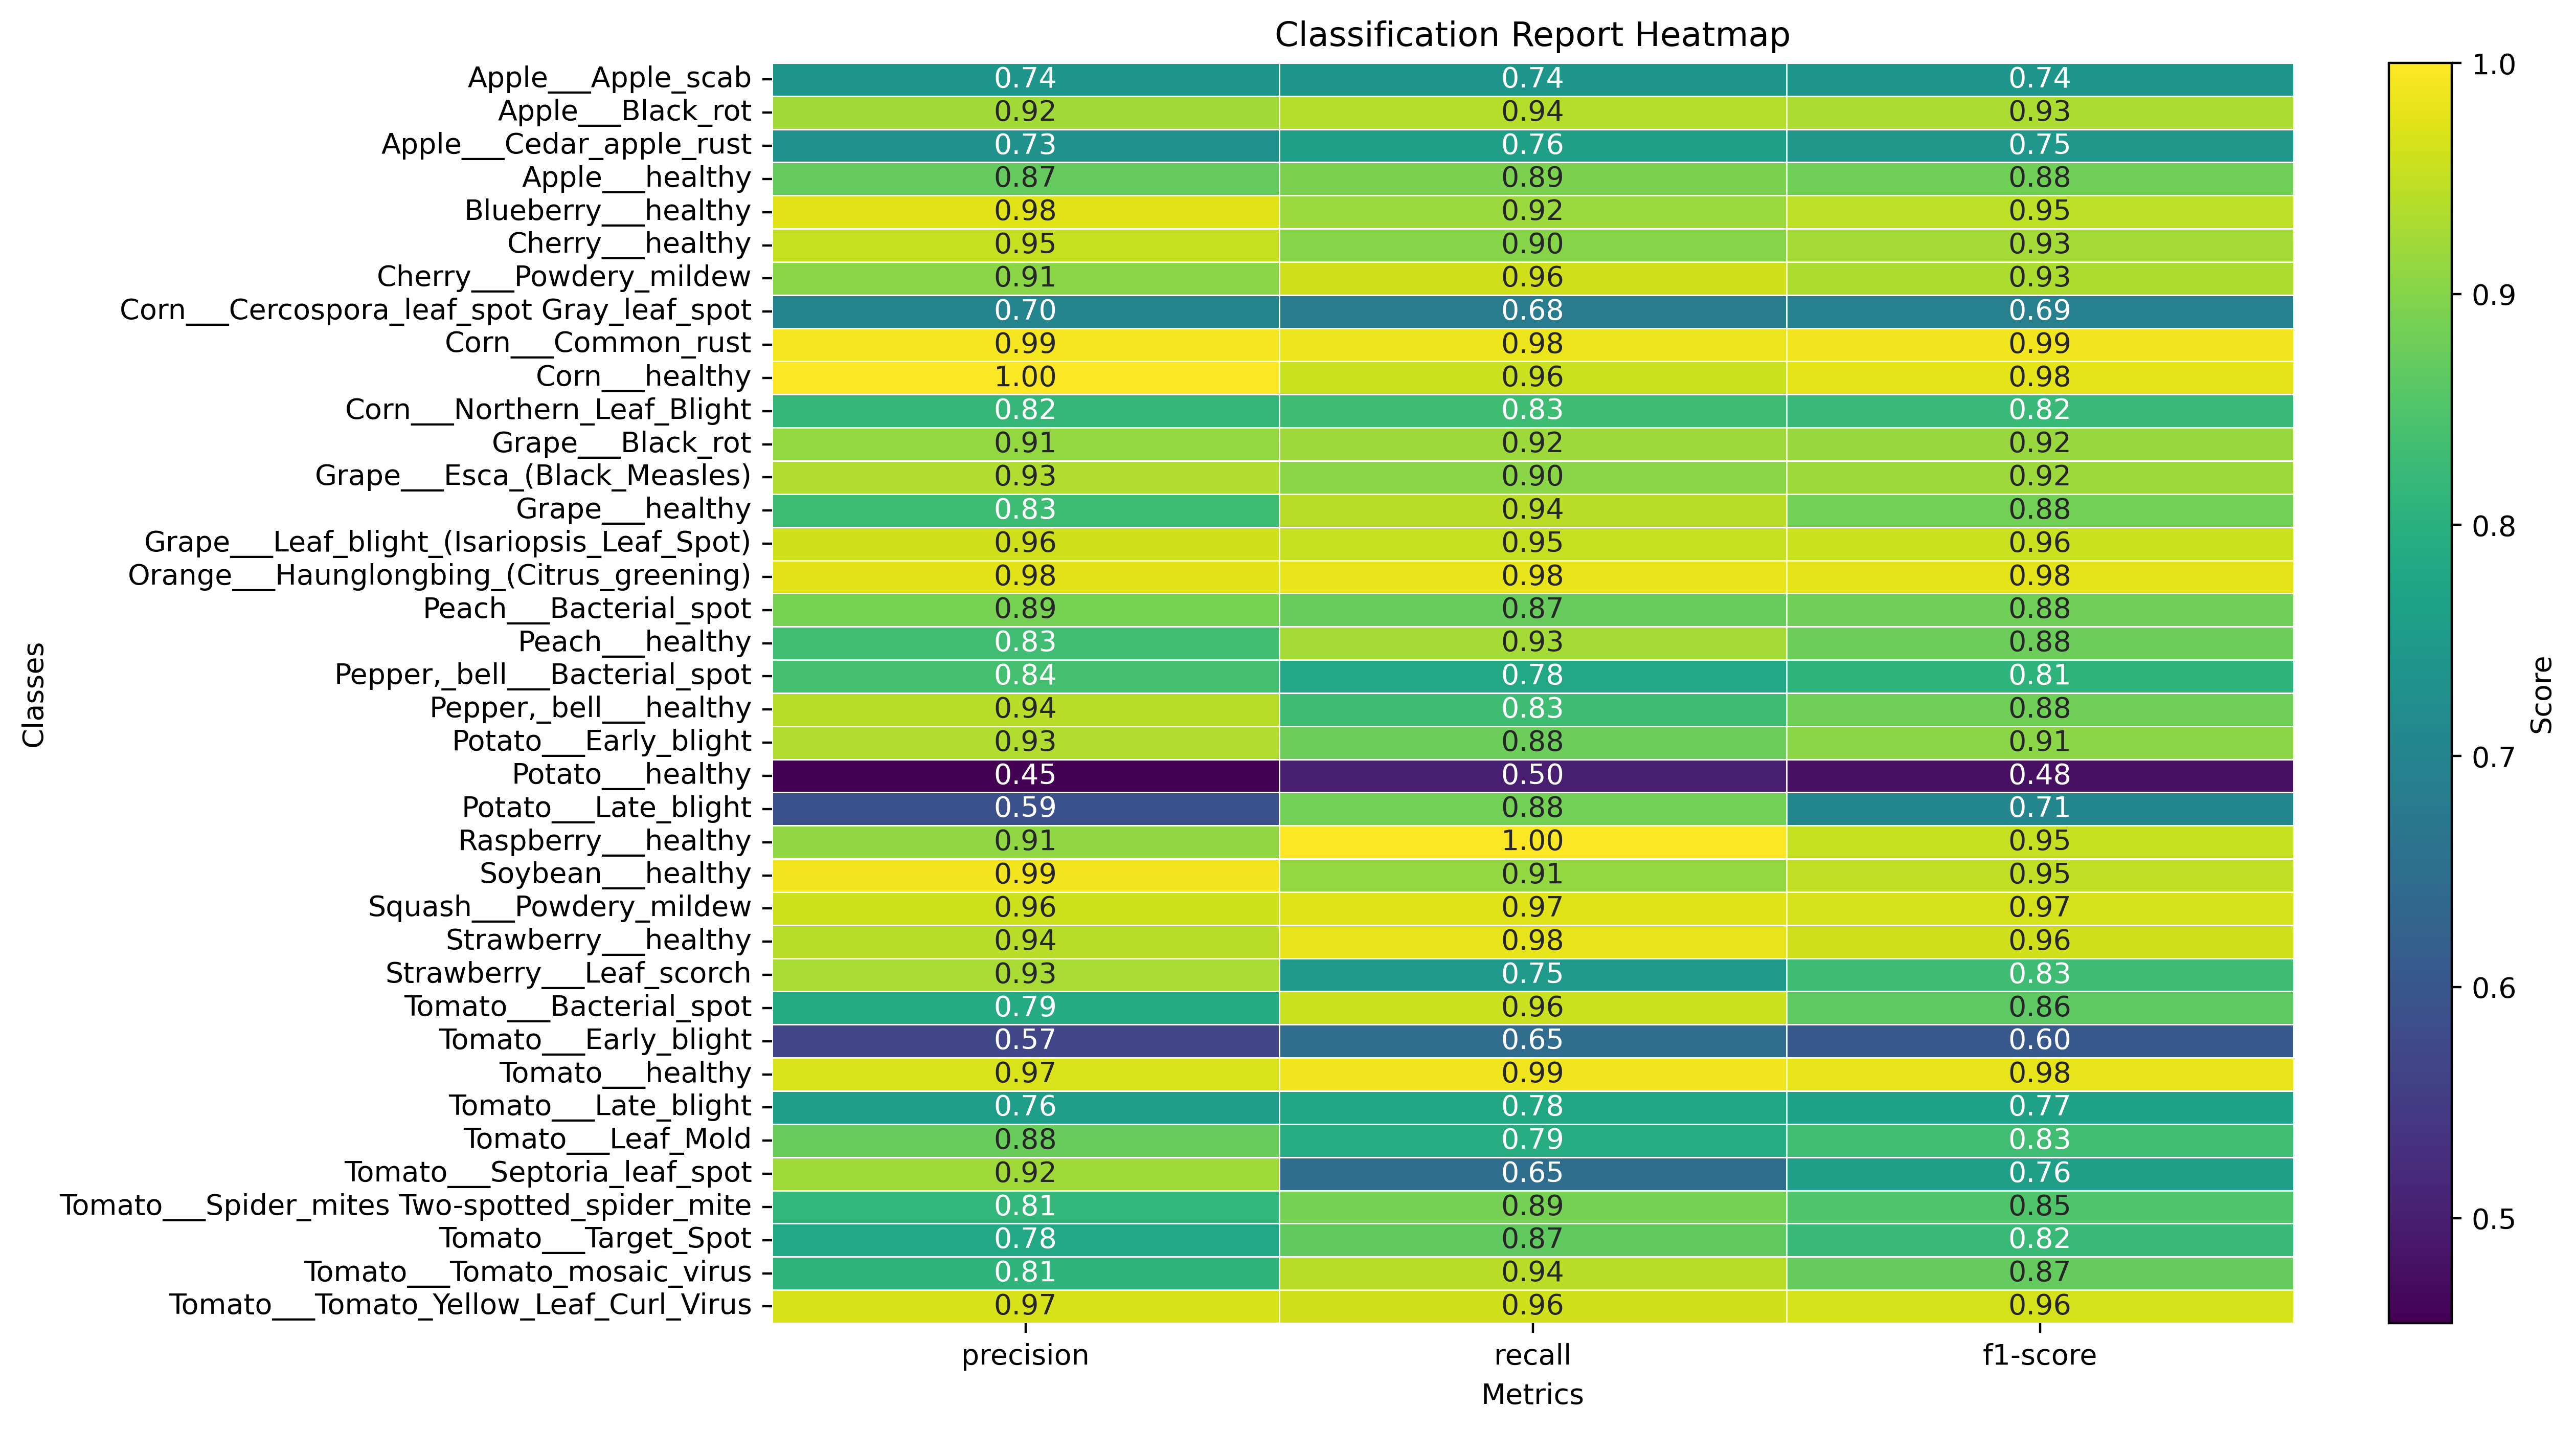 Classification Report Heatmap
Apple___Apple_scab 0.74 0.74 0.74
Apple___Black_rot 0.92 0.94 0.93
Apple___Cedar_apple_rust 0.73 0.76 0.75
Apple___healthy 0.87 0.89 0.88
Blueberry___healthy 0.98 0.92 0.95
Cherry___healthy 0.95 0.90 0.93
Cherry___Powdery_mildew 0.91 0.96 0.93
Corn___Cercospora_leaf_spot Gray_leaf_spot 0.70 0.68 0.69
Corn___Common_rust 0.99 0.98 0.99
Corn___healthy 1.00 0.96 0.98
Corn___Northern_Leaf_Blight 0.82 0.83 0.82
Grape___Black_rot 0.91 0.92 0.92
Grape___Esca_(Black_Measles) 0.93 0.90 0.92
Grape___healthy 0.83 0.94 0.88
Grape___Leaf_blight_(Isariopsis_Leaf_Spot) 0.96 0.95 0.96
Orange___Haunglongbing_(Citrus_greening) 0.98 0.98 0.98
Peach___Bacterial_spot 0.89 0.87 0.88
Peach___healthy 0.83 0.93 0.88
Pepper,_bell___Bacterial_spot 0.84 0.78 0.81
Pepper,_bell___healthy 0.94 0.83 0.88
Potato___Early_blight 0.93 0.88 0.91
Potato___healthy 0.45 0.50 0.48
Potato___Late_blight 0.59 0.88 0.71
Raspberry___healthy 0.91 1.00 0.95
Soybean___healthy 0.99 0.91 0.95
Squash___Powdery_mildew 0.96 0.97 0.97
Strawberry___healthy 0.94 0.98 0.96
Strawberry___Leaf_scorch 0.93 0.75 0.83
Tomato___Bacterial_spot 0.79 0.96 0.86
Tomato___Early_blight 0.57 0.65 0.60
Tomato___healthy 0.97 0.99 0.98
Tomato___Late_blight 0.76 0.78 0.77
Tomato___Leaf_Mold 0.88 0.79 0.83
Tomato___Septoria_leaf_spot 0.92 0.65 0.76
Tomato___Spider_mites Two-spotted_spider_mite 0.81 0.89 0.85
Tomato___Target_Spot 0.78 0.87 0.82
Tomato___Tomato_mosaic_virus 0.81 0.94 0.87
Tomato___Tomato_Yellow_Leaf_Curl_Virus 0.97 0.96 0.96
precision recall f1-score
Metrics
Classes
1.0
0.9
0.8
0.7
0.6
0.5
Score